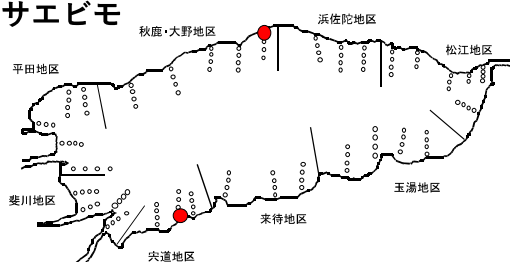 サエビモ
浜佐陀地区
秋鹿・大野地区
松江地区
平田地区
玉湯地区
斐川地区
来待地区
宍道地区